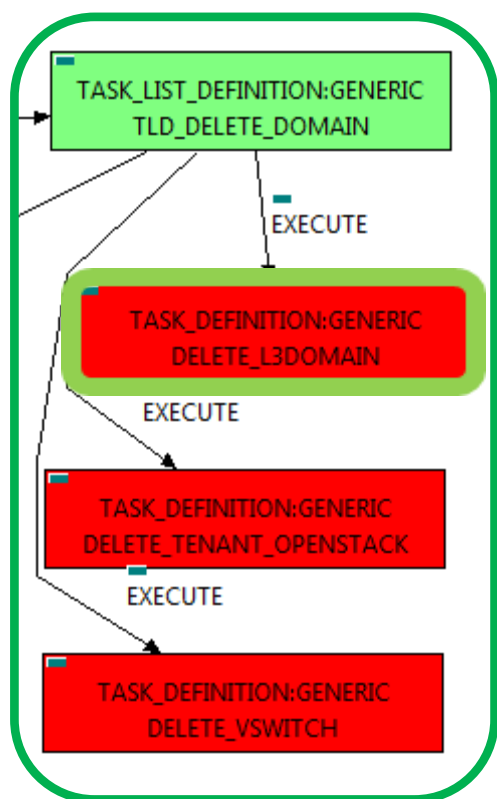 TASK_LIST_DEFINITION:GENERIC
TLD_DELETE_DOMAIN
EXECUTE
TASK_DEFINITION:GENERIC
DELETE_L3DOMAIN
EXECUTE
TASK_DEFINITION:GENERIC
DELETE_TENANT_OPENSTACK
EXECUTE
TASK_DEFINITION:GENERIC
DELETE_VSWITCH